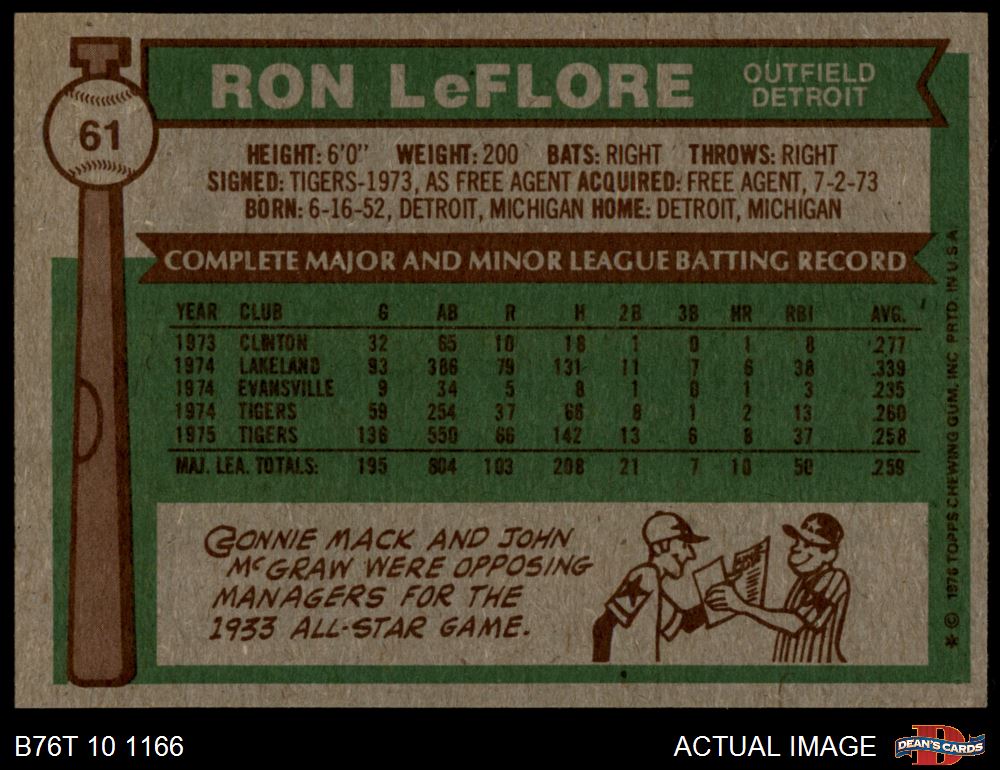 RON LeFLORE
OUTFIELD
DETROIT
61
HEIGHT: 6'0" WEIGHT: 200 BATS: RIGHT THROWS: RIGHT
SIGNED: TIGERS-1973, AS FREE AGENT ACQUIRED: FREE AGENT, 7-2-73
BORN: 6-16-52, DETROIT, MICHIGAN HOME: DETROIT, MICHIGAN
COMPLETE MAJOR AND MINOR LEAGUE BATTING RECORD
YEAR CLUB G AB R H 2B 3B HR RBI AVG.
1973 CLINTON 32 65 10 18 1 0 1 8 .277
1974 LAKELAND 93 386 79 131 11 7 6 38 .339
1974 EVANSVILLE 9 34 5 8 1 0 1 3 .235
1974 TIGERS 59 254 37 66 8 1 2 13 .260
1975 TIGERS 136 550 66 142 13 6 8 37 .258
MAJ. LEA. TOTALS: 195 804 103 208 21 7 10 50 .259
CONNIE MACK AND JOHN
McGRAW WERE OPPOSING
MANAGERS FOR THE
1933 ALL-STAR GAME.
* © 1976 TOPPS CHEWING GUM, INC PRTD IN U.S.A.
B76T 10 1166
ACTUAL IMAGE
DEAN'S CARDS